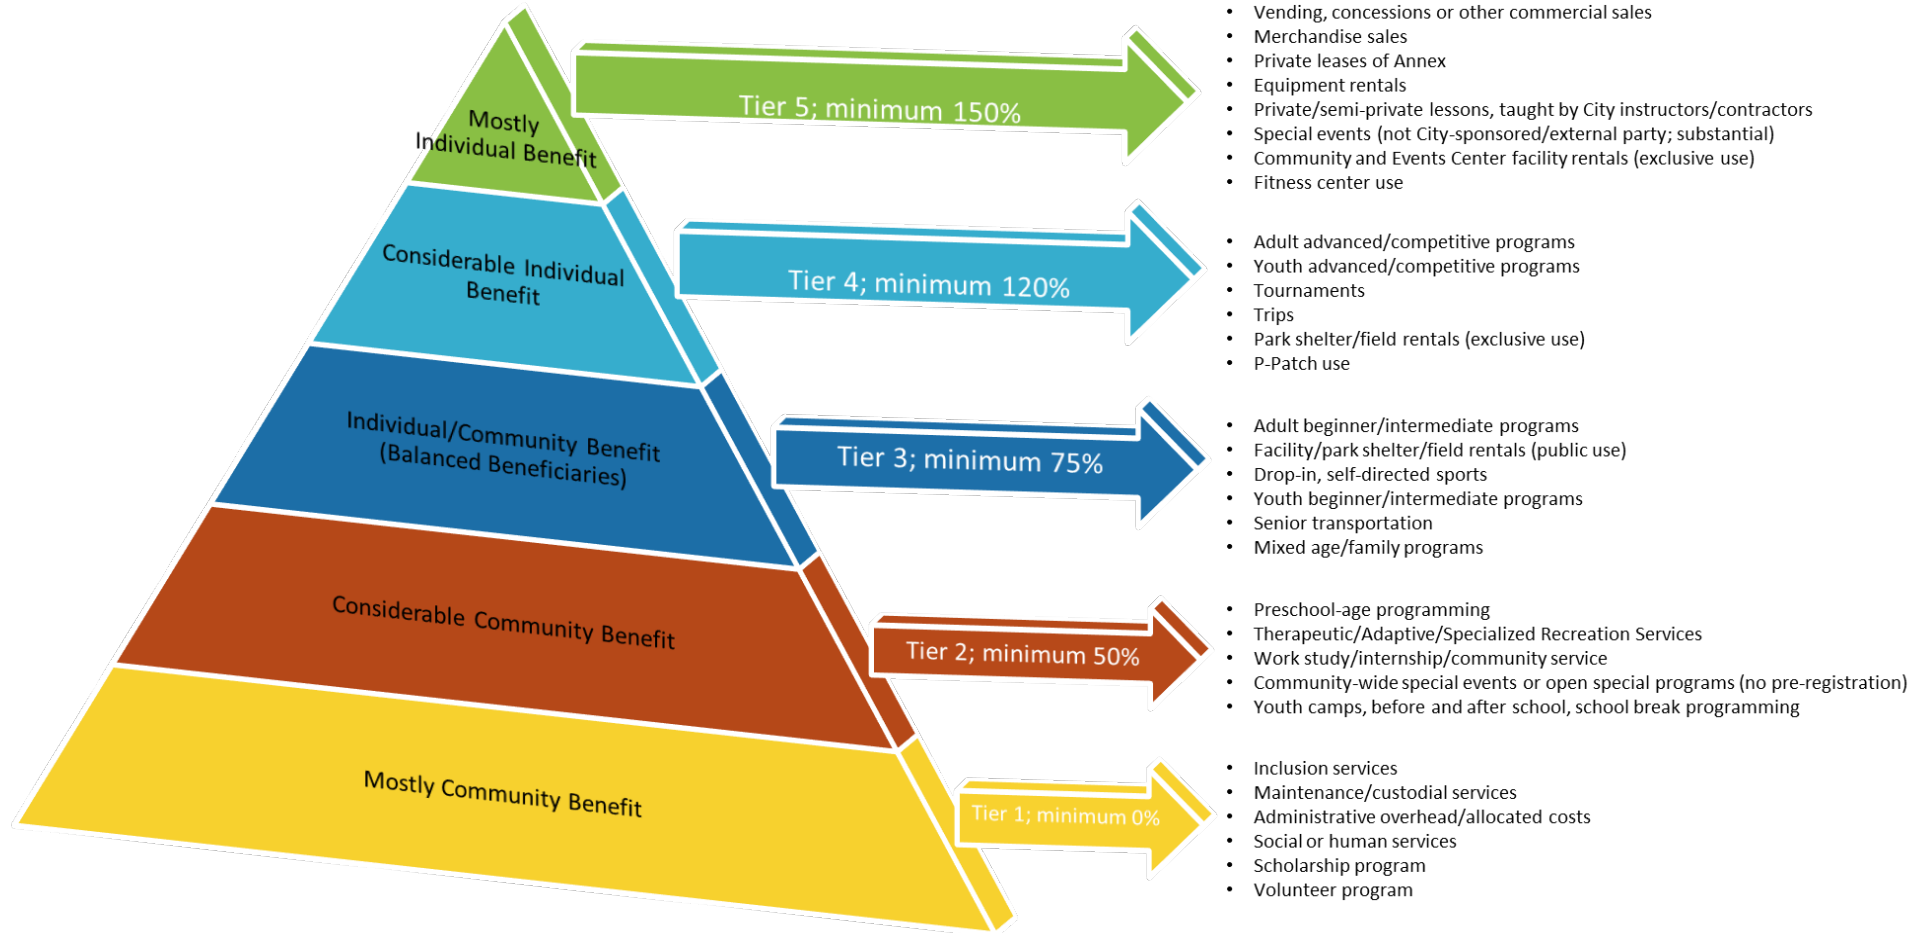 Mostly
Individual Benefit
Tier 5; minimum 150%
• Vending, concessions or other commercial sales
• Merchandise sales
• Private leases of Annex
• Equipment rentals
• Private/semi-private lessons, taught by City instructors/contractors
• Special events (not City-sponsored/external party; substantial)
• Community and Events Center facility rentals (exclusive use)
• Fitness center use
Considerable Individual
Benefit
Tier 4; minimum 120%
• Adult advanced/competitive programs
• Youth advanced/competitive programs
• Tournaments
• Trips
• Park shelter/field rentals (exclusive use)
• P-Patch use
Individual/Community Benefit
(Balanced Beneficiaries)
Tier 3; minimum 75%
• Adult beginner/intermediate programs
• Facility/park shelter/field rentals (public use)
• Drop-in, self-directed sports
• Youth beginner/intermediate programs
• Senior transportation
• Mixed age/family programs
Considerable Community Benefit
Tier 2; minimum 50%
• Preschool-age programming
• Therapeutic/Adaptive/Specialized Recreation Services
• Work study/internship/community service
• Community-wide special events or open special programs (no pre-registration)
• Youth camps, before and after school, school break programming
Mostly Community Benefit
Tier 1; minimum 0%
• Inclusion services
• Maintenance/custodial services
• Administrative overhead/allocated costs
• Social or human services
• Scholarship program
• Volunteer program